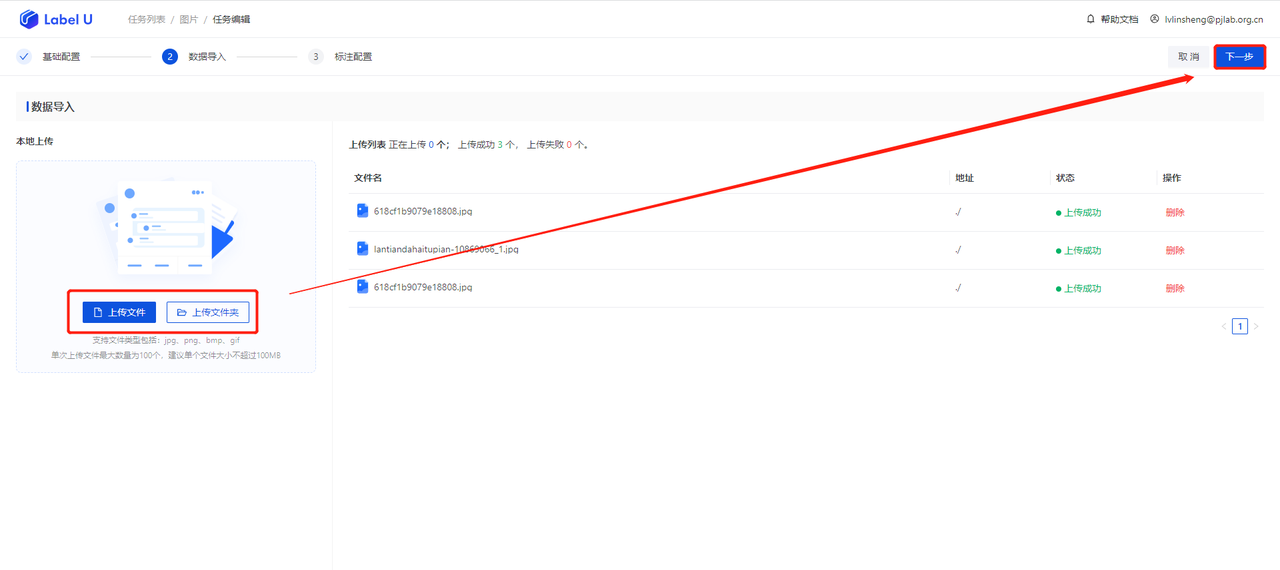 Label U
任务列表 / 图片 / 任务编辑
帮助文档
lvlinsheng@pjlab.org.cn
基础配置
2 数据导入
3 标注配置
取消
下一步
数据导入
本地上传
上传文件
上传文件夹
支持文件类型包括：jpg、png、bmp、gif
单次上传文件最大数量为100个，建议单个文件大小不超过100MB
上传列表 正在上传 0 个； 上传成功 3 个， 上传失败 0 个。
文件名 地址 状态 操作
618cf1b9079e18808.jpg √ 上传成功 删除
lantiandahaitupian-10869066_1.jpg √ 上传成功 删除
618cf1b9079e18808.jpg √ 上传成功 删除
< 1 >